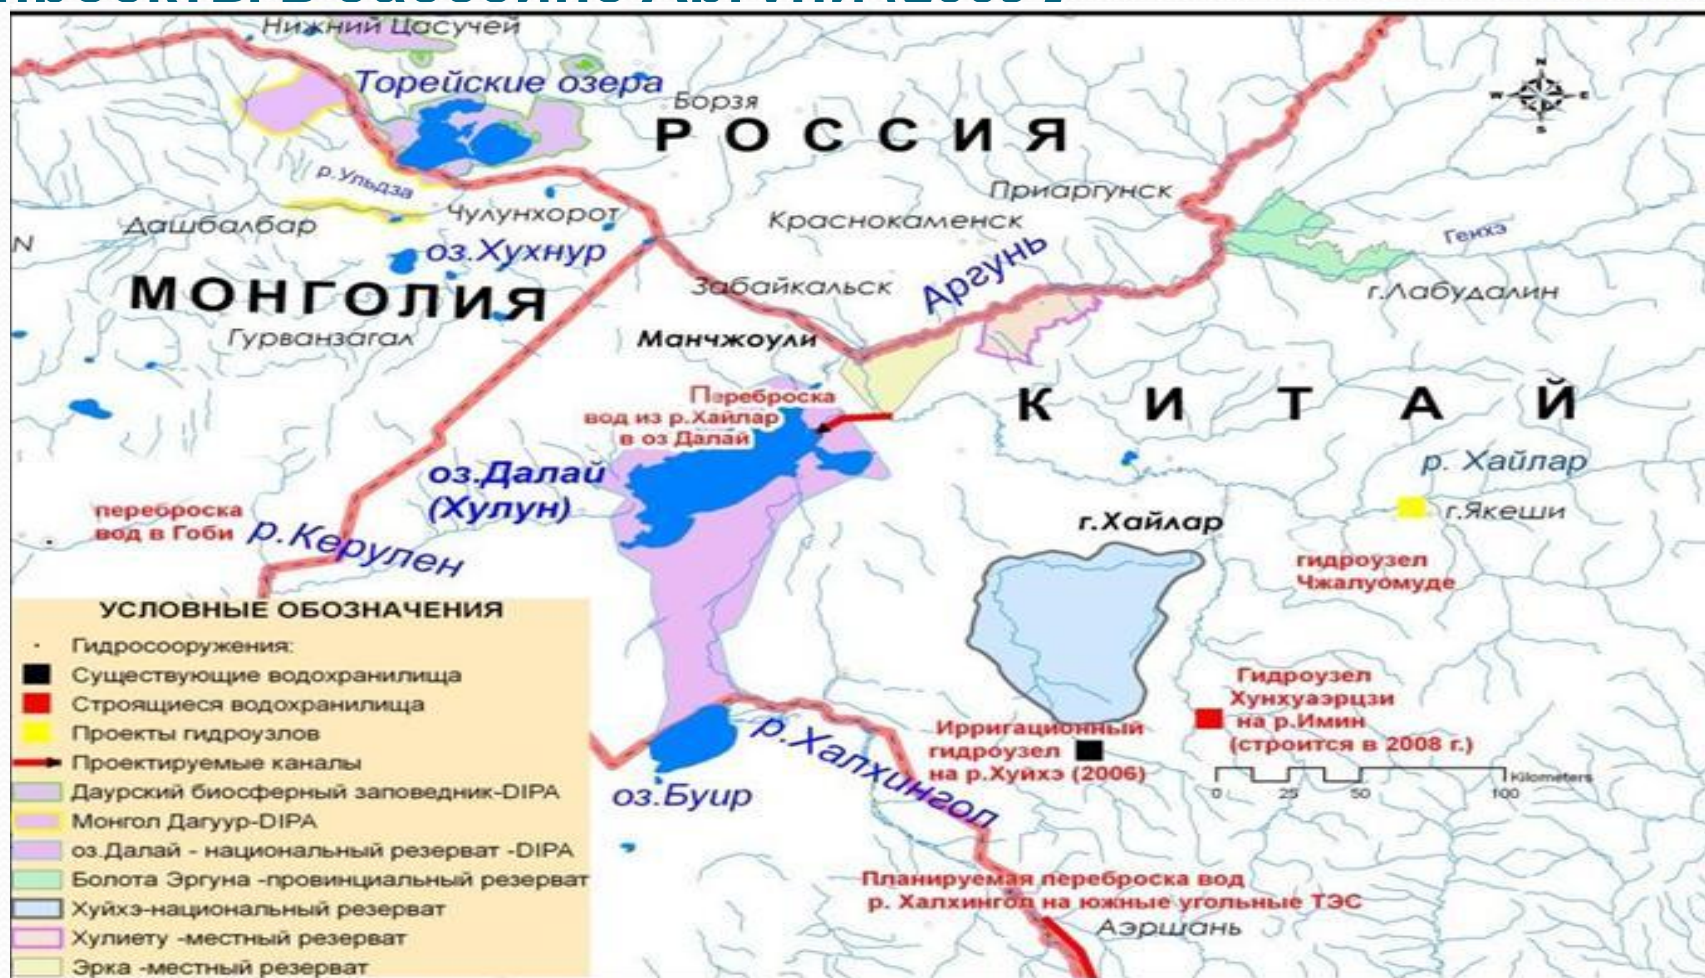 Нижний Цасучей
Торейские озера
Борзя
РОССИЯ
р.Ульдза
Приаргунск
Дашбалбар
Чулунхорот
Краснокаменск
Генхэ
N
оз.Хухнур
Аргунь
МОНГОЛИЯ
Забайкальск
г.Лабудалин
Гурванзагал
Манчжоули
Переброска
вод из р.Хайлар
в оз Далай
КИТАЙ
оз.Далай
(Хулун)
р. Хайлар
переброска
вод в Гоби
р.Керулен
г.Хайлар
г.Якеши
гидроузел
Чжалуомуде
УСЛОВНЫЕ ОБОЗНАЧЕНИЯ
Гидросооружения:
Существующие водохранилища
Строящиеся водохранилища
Проекты гидроузлов
Проектируемые каналы
Даурский биосферный заповедник-DIPA
Монгол Дагуур-DIPA
оз.Далай - национальный резерват -DIPA
Болота Эргуна -провинциальный резерват
Хуйхэ-национальный резерват
Хулиету -местный резерват
Эрка -местный резерват
оз.Буир
р.Халхингол
Ирригационный
гидроузел
на р.Хуйхэ (2006)
Гидроузел
Хунхуаэрцзи
на р.Имин
(строится в 2008 г.)
Kilometers
0 25 50 100
Планируемая переброска вод
р. Халхингол на южные угольные ТЭС
Аэршань
N
W E
S